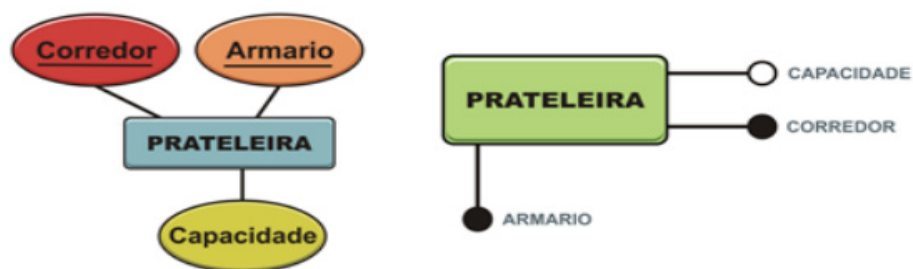 Corredor
Armario
PRATELEIRA
Capacidade
PRATELEIRA
CAPACIDADE
CORREDOR
ARMARIO